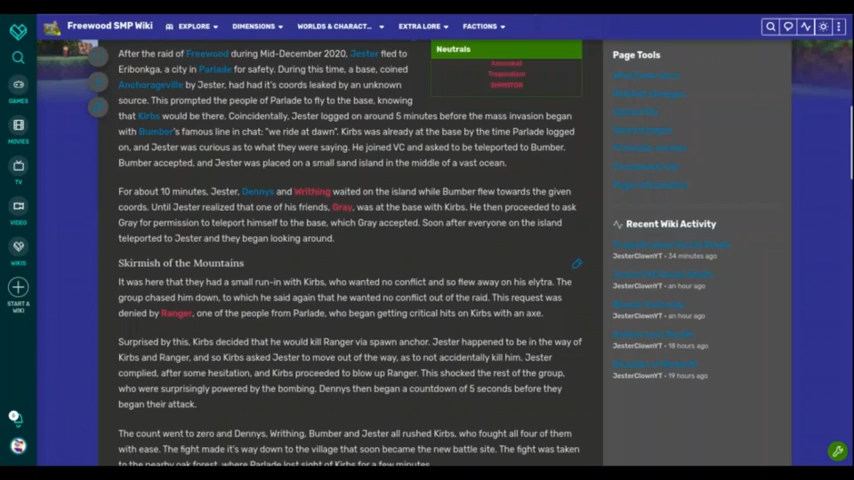 Freewood SMP Wiki
EXPLORE
DIMENSIONS
WORLDS & CHARACT...
EXTRA LORE
FACTIONS
GAMES
MOVIES
TV
VIDEO
WIKIS
START A
WIKI
Neutrals
After the raid of Freewood during Mid-December 2020, Jester fled to
Eribonkga, a city in Parlade for safety. During this time, a base, coined
Anchorageville by Jester, had had it's coords leaked by an unknown
source. This prompted the people of Parlade to fly to the base, knowing
that Kirbs would be there. Coincidentally, Jester logged on around 5 minutes before the mass invasion began
with Bumber's famous line in chat: "we ride at dawn". Kirbs was already at the base by the time Parlade logged
on, and Jester was curious as to what they were saying. He joined VC and asked to be teleported to Bumber.
Bumber accepted, and Jester was placed on a small sand island in the middle of a vast ocean.
For about 10 minutes, Jester, Dennys and Writhing waited on the island while Bumber flew towards the given
coords. Until Jester realized that one of his friends, Gray, was at the base with Kirbs. He then proceeded to ask
Gray for permission to teleport himself to the base, which Gray accepted. Soon after everyone on the island
teleported to Jester and they began looking around.
Skirmish of the Mountains
It was here that they had a small run-in with Kirbs, who wanted no conflict and so flew away on his elytra. The
group chased him down, to which he said again that he wanted no conflict out of the raid. This request was
denied by Ranger, one of the people from Parlade, who began getting critical hits on Kirbs with an axe.
Surprised by this, Kirbs decided that he would kill Ranger via spawn anchor. Jester happened to be in the way of
Kirbs and Ranger, and so Kirbs asked Jester to move out of the way, as to not accidentally kill him. Jester
complied, after some hesitation, and Kirbs proceeded to blow up Ranger. This shocked the rest of the group,
who were surprisingly powered by the bombing. Dennys then began a countdown of 5 seconds before they
began their attack.
The count went to zero and Dennys, Writhing, Bumber and Jester all rushed Kirbs, who fought all four of them
with ease. The fight made it's way down to the village that soon became the new battle site. The fight was taken
to the nearby oak forest, where Parlade lost sight of Kirbs for a few minutes.
Page Tools
Recent Wiki Activity
JesterClownYT • 34 minutes ago
JesterClownYT • an hour ago
JesterClownYT • an hour ago
JesterClownYT • 18 hours ago
JesterClownYT • 19 hours ago